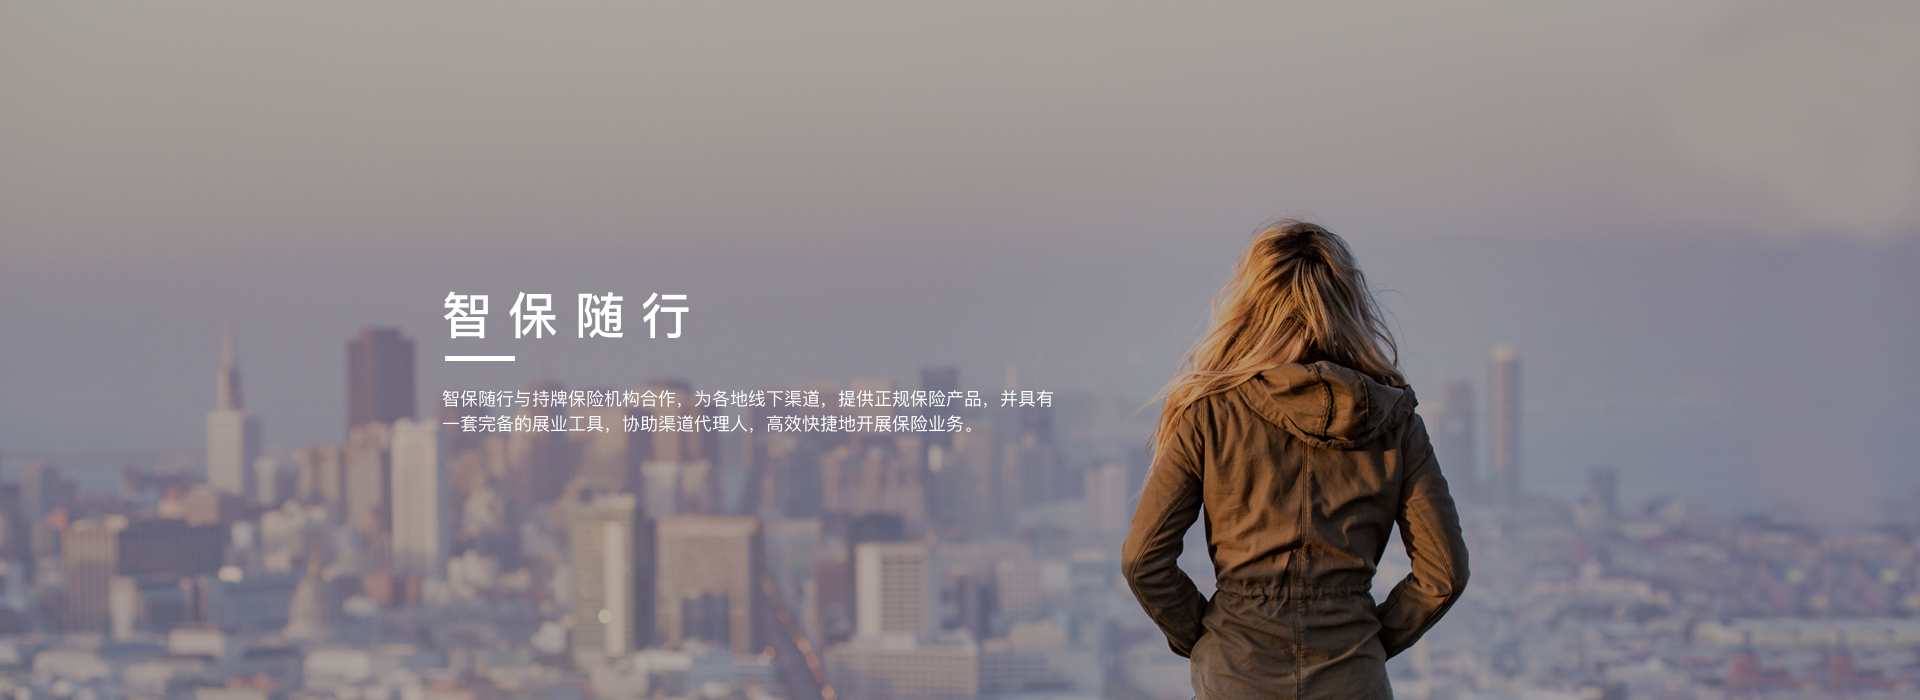 智保随行
智保随行与持牌保险机构合作，为各地线下渠道，提供正规保险产品，并具有
一套完备的展业工具，协助渠道代理人，高效快捷地开展保险业务。